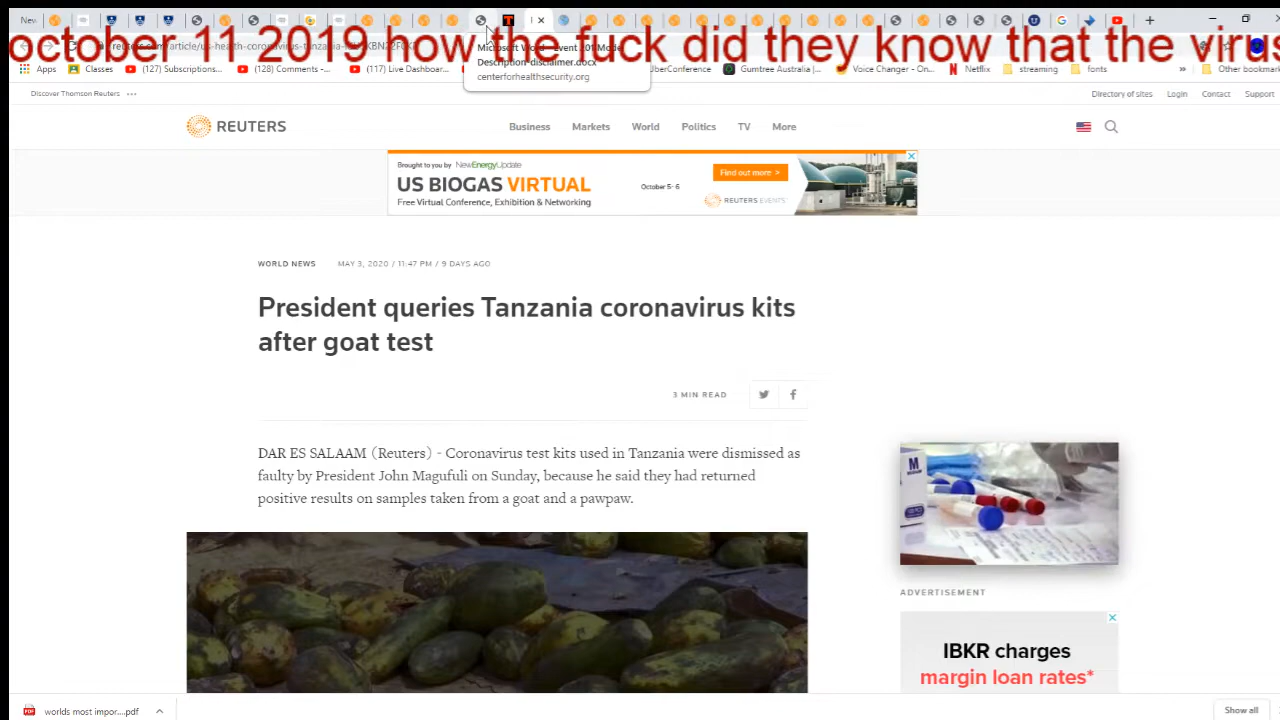 New
october 11 2019 how the fuck did they know that the virus
Microsoft Word - Event 201 Model
Description-disclaimer.docx
centerforhealthsecurity.org
Apps
Classes
(127) Subscriptions...
(128) Comments -...
(117) Live Dashboar...
UberConference
Gumtree Australia |...
Voice Changer - On...
Netflix
streaming
fonts
Other bookmark
Discover Thomson Reuters
Directory of sites
Login
Contact
Support
REUTERS
Business
Markets
World
Politics
TV
More
Brought to you by NewEnergyUpdate
US BIOGAS VIRTUAL
Free Virtual Conference, Exhibition & Networking
October 5- 6
Find out more >
REUTERS EVENTS
WORLD NEWS
MAY 3, 2020 / 11:47 PM / 9 DAYS AGO
President queries Tanzania coronavirus kits
after goat test
3 MIN READ
DAR ES SALAAM (Reuters) - Coronavirus test kits used in Tanzania were dismissed as
faulty by President John Magufuli on Sunday, because he said they had returned
positive results on samples taken from a goat and a pawpaw.
M
ADVERTISEMENT
IBKR charges
margin loan rates*
worlds most impor....pdf
Show all